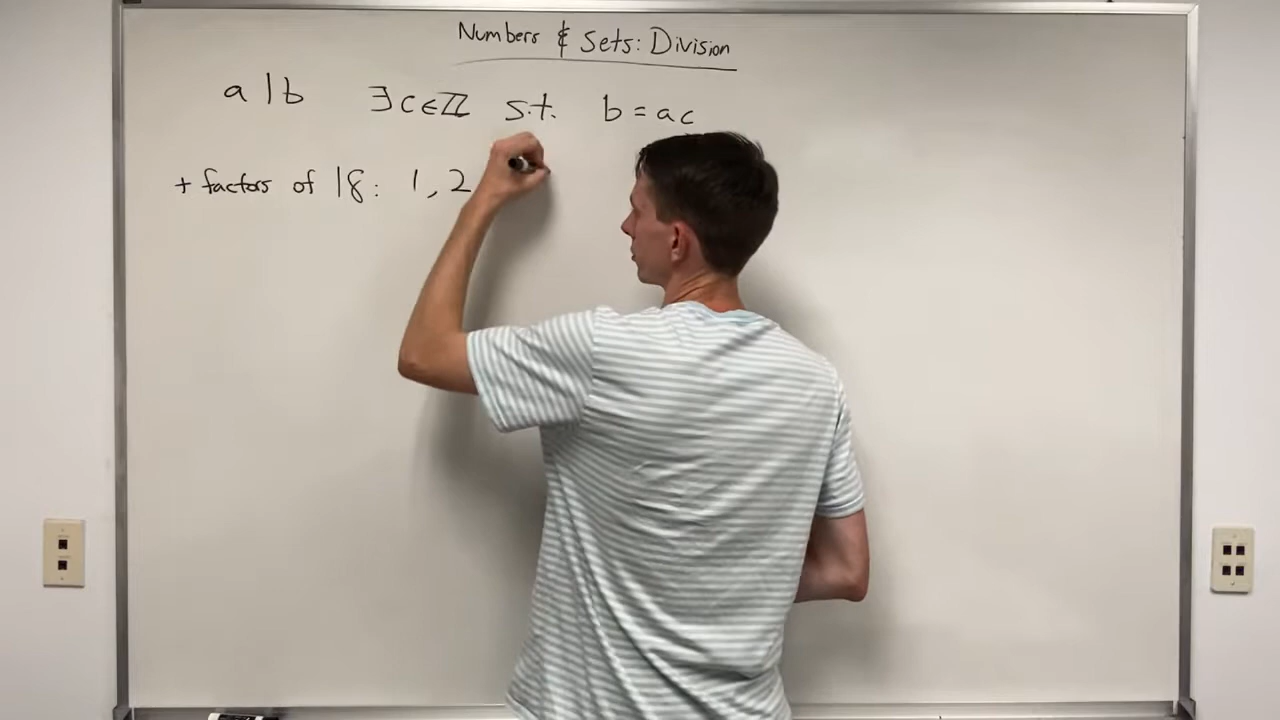 Numbers & Sets: Division
a | b ∃ c ∈ ℤ s.t. b = ac
+ factors of 18: 1, 2